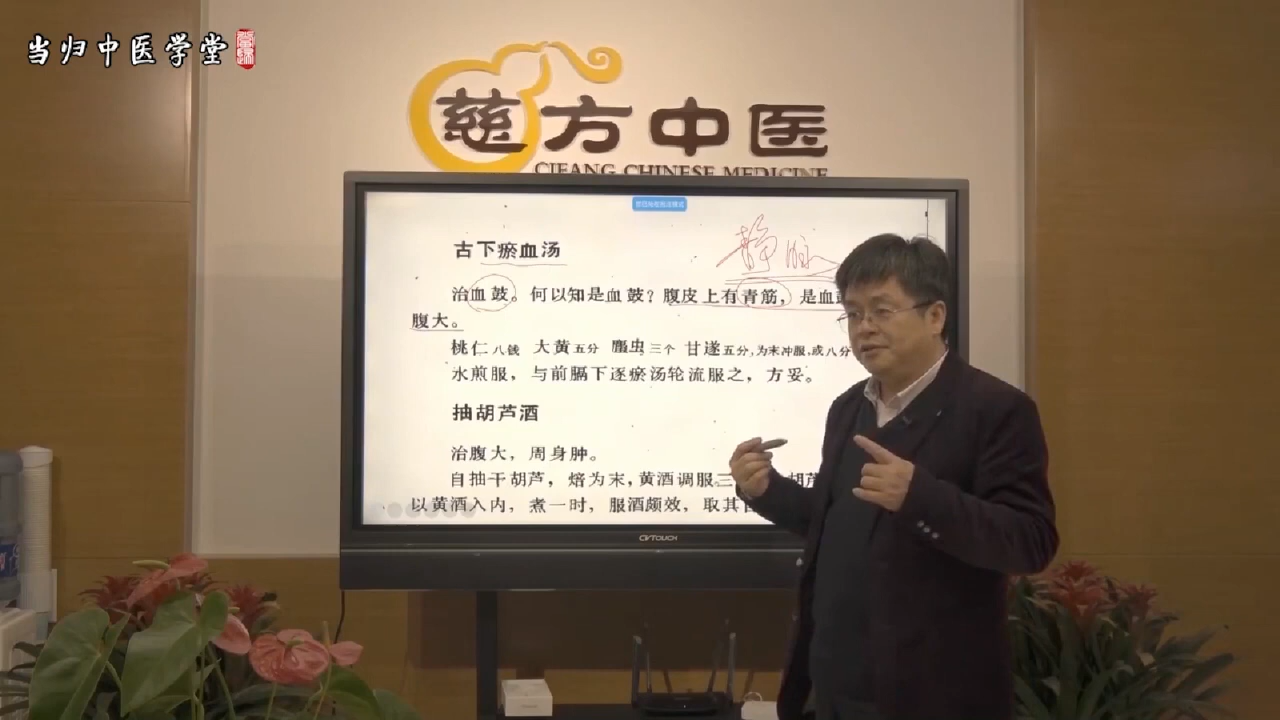 当归中医学堂
慈方中医
CIFANG CHINESE MEDICINE
静脉
古下瘀血汤
治血鼓。何以知是血鼓？腹皮上有青筋，是血
腹大。
桃仁八钱 大黄五分 䗪虫三个 甘遂五分，为末冲服，或八分
水煎服，与前膈下逐瘀汤轮流服之，方妥。
抽胡芦酒
治腹大，周身肿。
自抽干胡芦，焙为末，黄酒调服三
以黄酒入内，煮一时，服酒颇效，取其
CVTOUCH